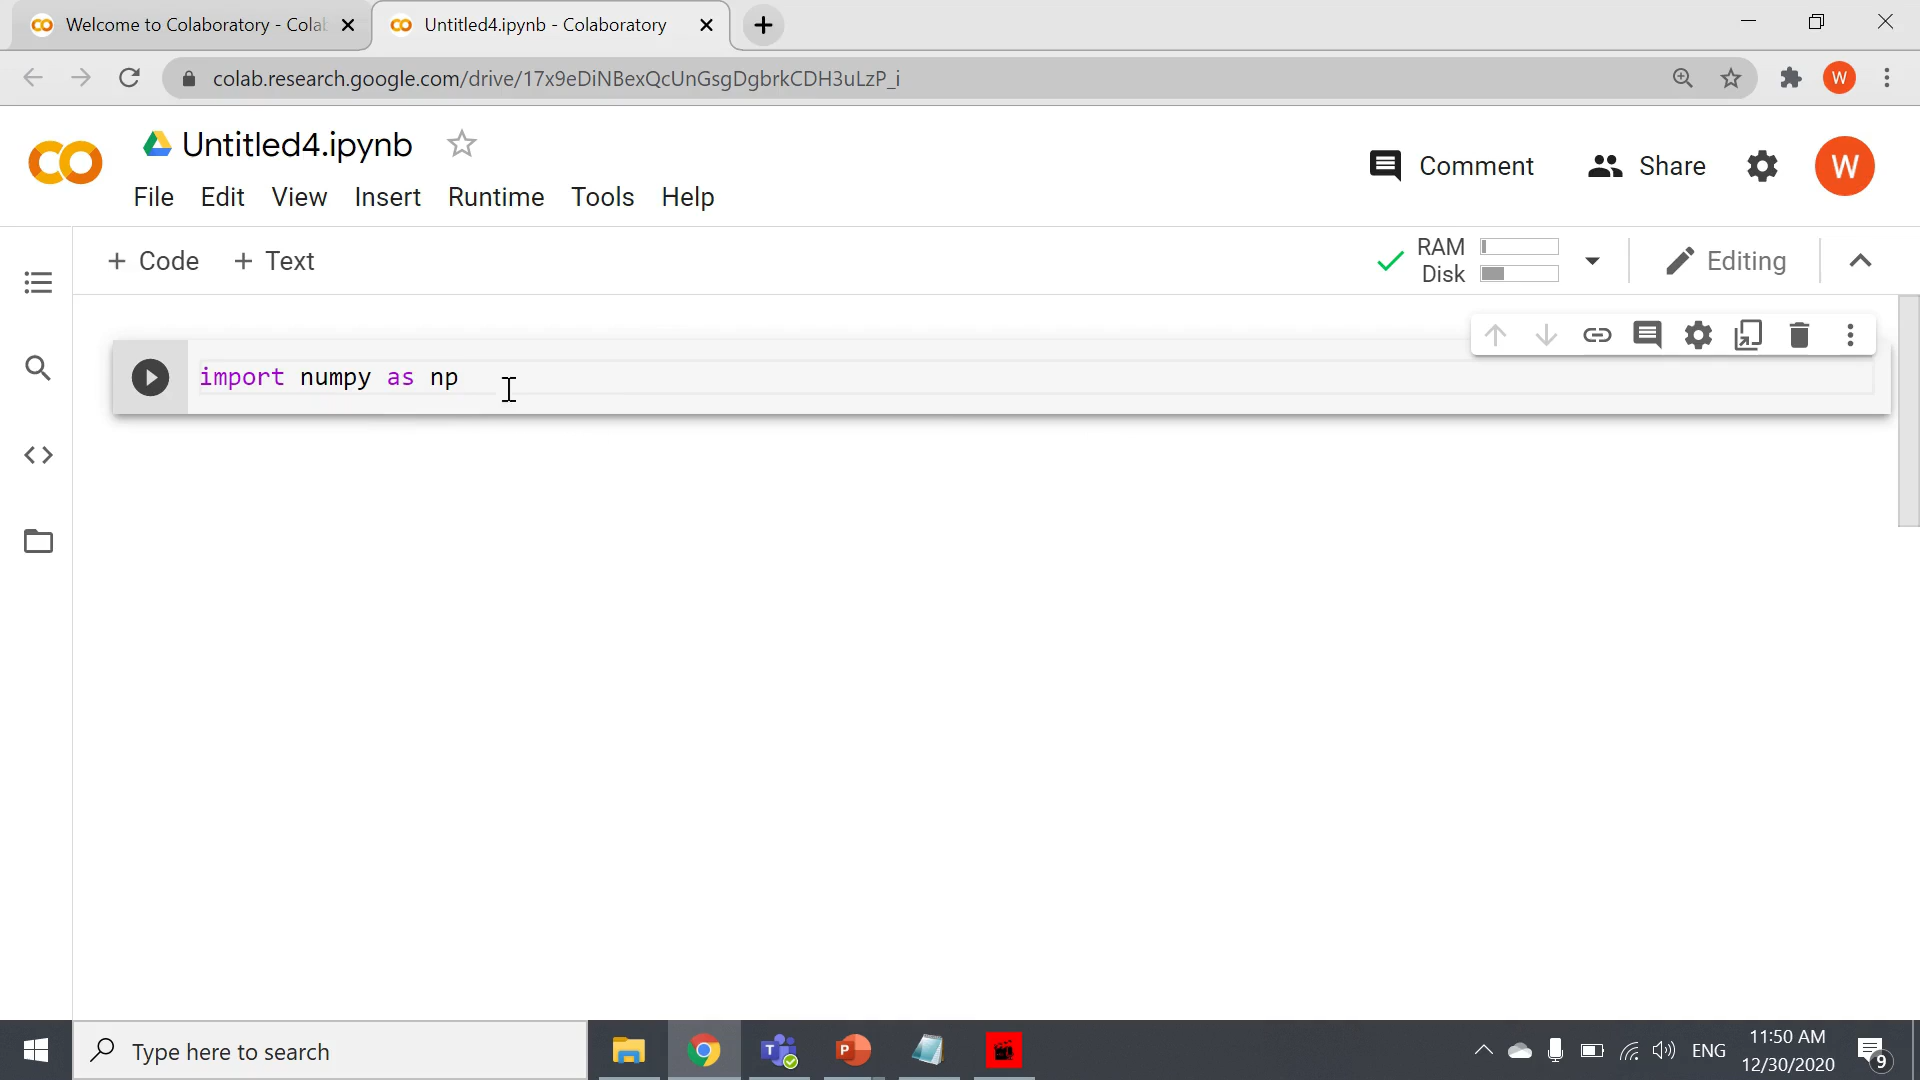 Welcome to Colaboratory - Colab
Untitled4.ipynb - Colaboratory
colab.research.google.com/drive/17x9eDiNBexQcUnGsgDgbrkCDH3uLzP_i
W
Untitled4.ipynb
Comment
Share
W
File Edit View Insert Runtime Tools Help
+ Code + Text
RAM
Disk
Editing
import numpy as np
Type here to search
ENG
11:50 AM
12/30/2020
9